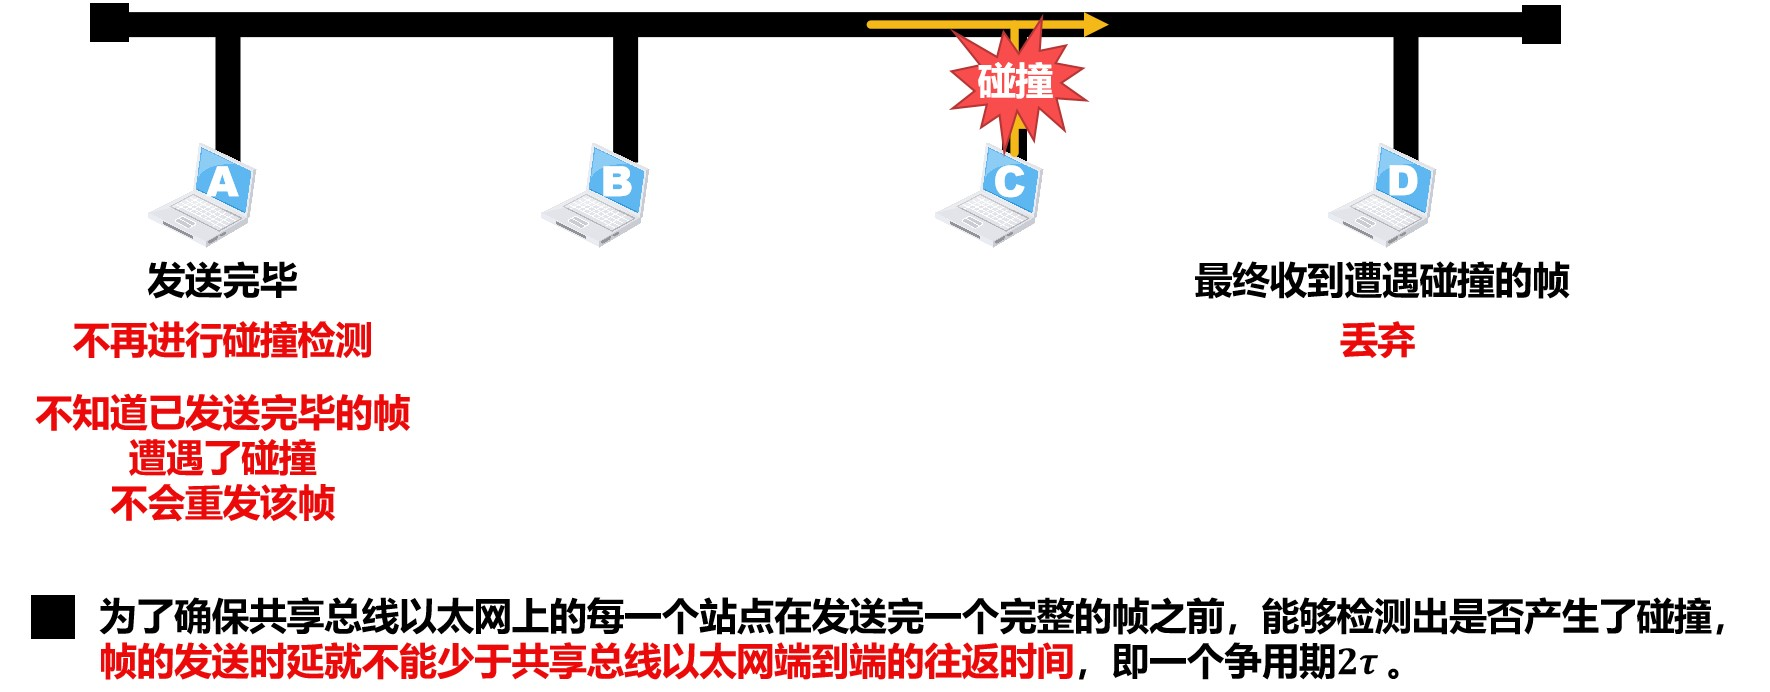 碰撞
A
B
C
D
发送完毕
最终收到遭遇碰撞的帧
不再进行碰撞检测
丢弃
不知道已发送完毕的帧
遭遇了碰撞
不会重发该帧
为了确保共享总线以太网上的每一个站点在发送完一个完整的帧之前，能够检测出是否产生了碰撞，
帧的发送时延就不能少于共享总线以太网端到端的往返时间，即一个争用期2τ 。